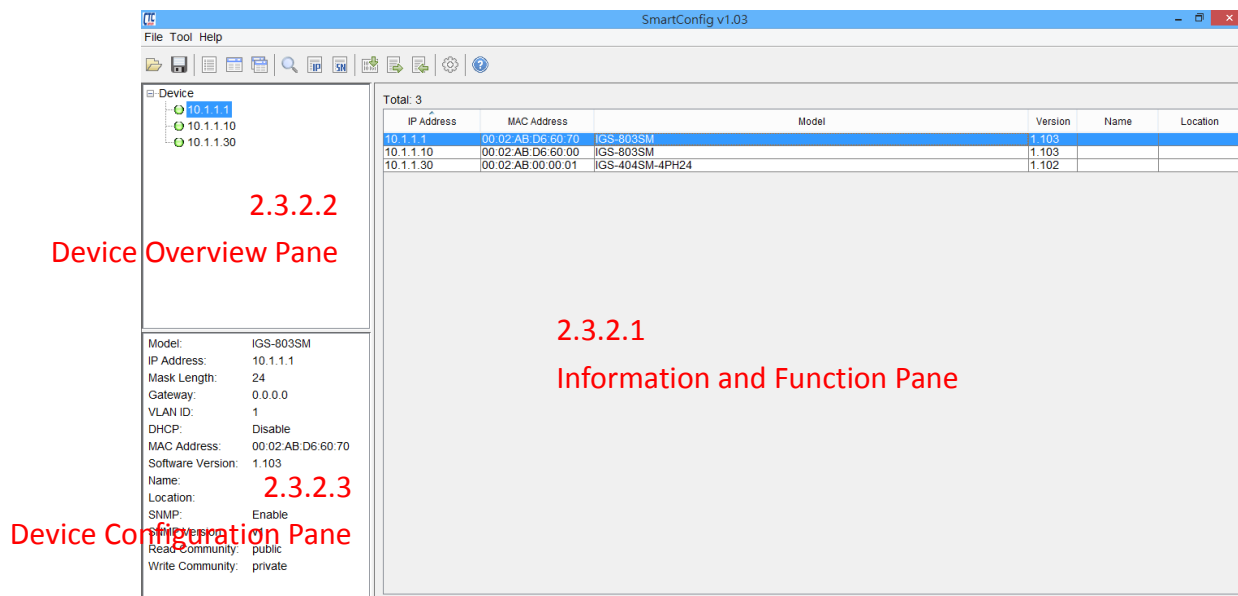 CTC
SmartConfig v1.03
File Tool Help
IP
SN
Device
10.1.1.1
10.1.1.10
10.1.1.30
2.3.2.2
Device Overview Pane
Total: 3
IP Address MAC Address Model Version Name Location
10.1.1.1 00:02:AB:D6:60:70 IGS-803SM 1.103
10.1.1.10 00:02:AB:D6:60:00 IGS-803SM 1.103
10.1.1.30 00:02:AB:00:00:01 IGS-404SM-4PH24 1.102
2.3.2.1
Information and Function Pane
Model: IGS-803SM
IP Address: 10.1.1.1
Mask Length: 24
Gateway: 0.0.0.0
VLAN ID: 1
DHCP: Disable
MAC Address: 00:02:AB:D6:60:70
Software Version: 1.103
Name:
Location:
SNMP: Enable
SNMP Version: v1
Read Community: public
Write Community: private
2.3.2.3
Device Configuration Pane